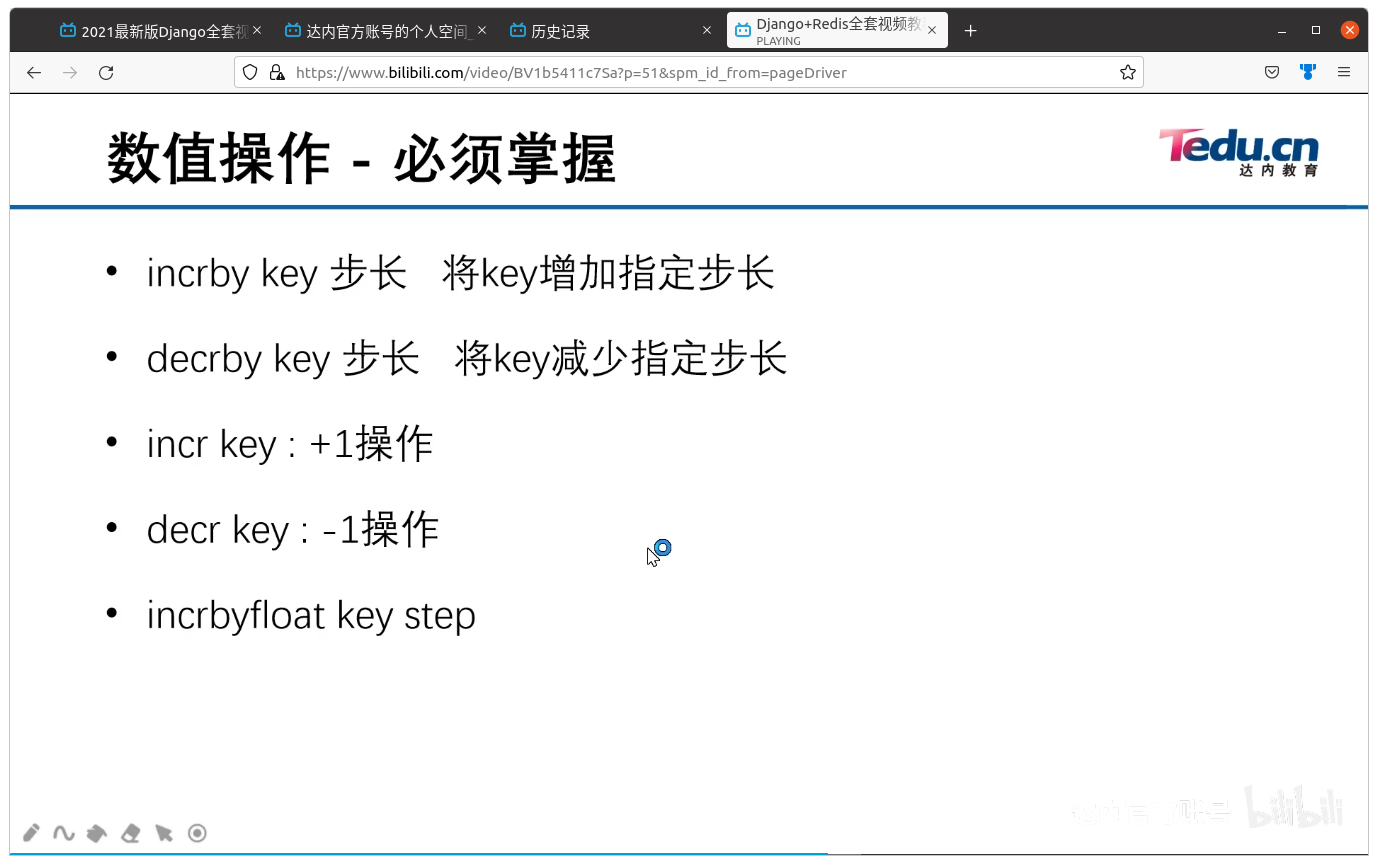 2021最新版Django全套视
达内官方账号的个人空间_
历史记录
Django+Redis全套视频教
PLAYING
https://www.bilibili.com/video/BV1b5411c7Sa?p=51&spm_id_from=pageDriver
数值操作 - 必须掌握
Tedu.cn
达内教育
• incrby key 步长 将key增加指定步长
• decrby key 步长 将key减少指定步长
• incr key : +1操作
• decr key : -1操作
• incrbyfloat key step
达内官方账号 bilibili